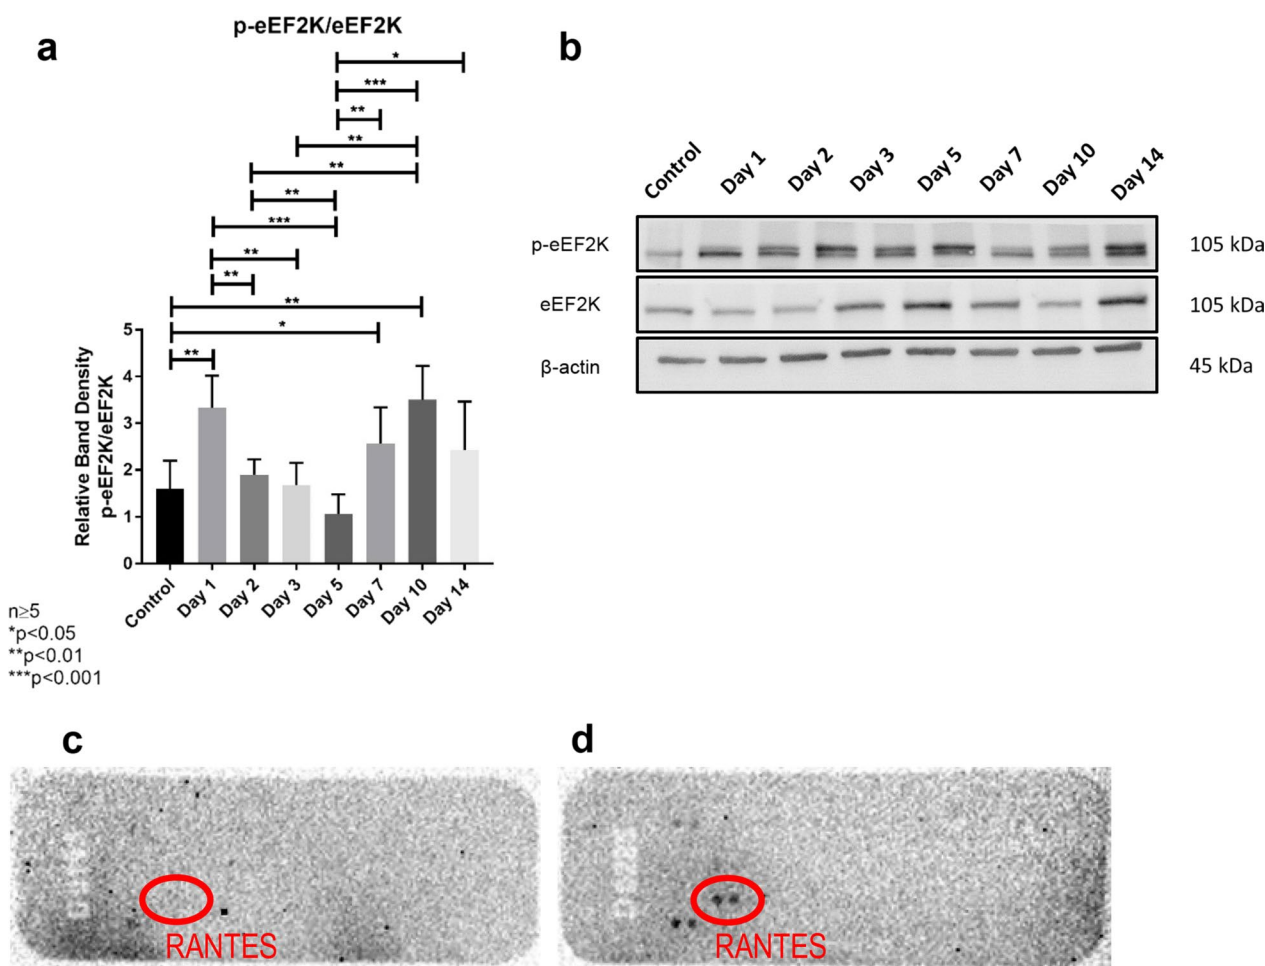 a
p-eEF2K/eEF2K
*
***
**
**
**
**
***
**
**
**
*
**
Relative Band Density
p-eEF2K/eEF2K
5
4
3
2
1
0
Control
Day 1
Day 2
Day 3
Day 5
Day 7
Day 10
Day 14
n≥5
*p<0.05
**p<0.01
***p<0.001
b
Control
Day 1
Day 2
Day 3
Day 5
Day 7
Day 10
Day 14
p-eEF2K
105 kDa
eEF2K
105 kDa
β-actin
45 kDa
c
RANTES
d
RANTES